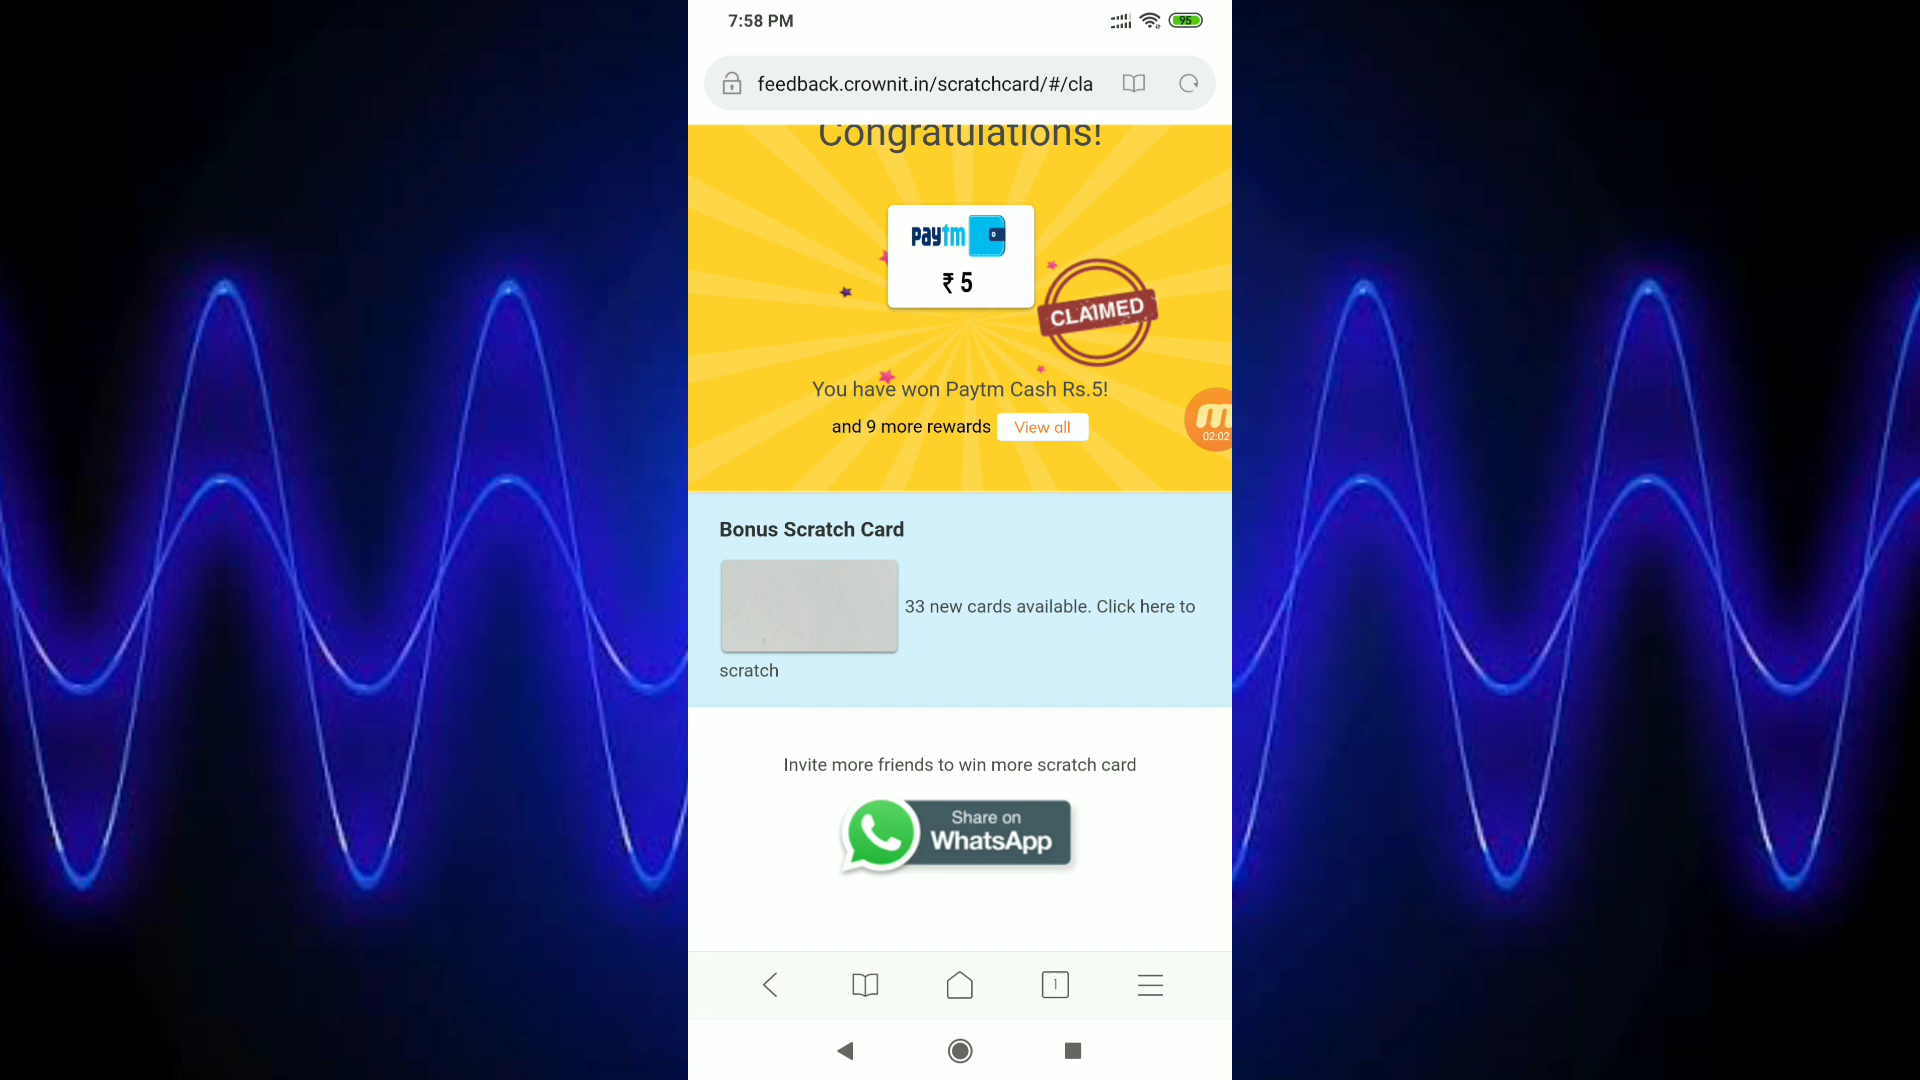 7:58 PM
95
feedback.crownit.in/scratchcard/#/cla
Congratulations!
paytm
₹ 5
CLAIMED
You have won Paytm Cash Rs.5!
and 9 more rewards View all
02:02
Bonus Scratch Card
33 new cards available. Click here to
scratch
Invite more friends to win more scratch card
Share on
WhatsApp
1